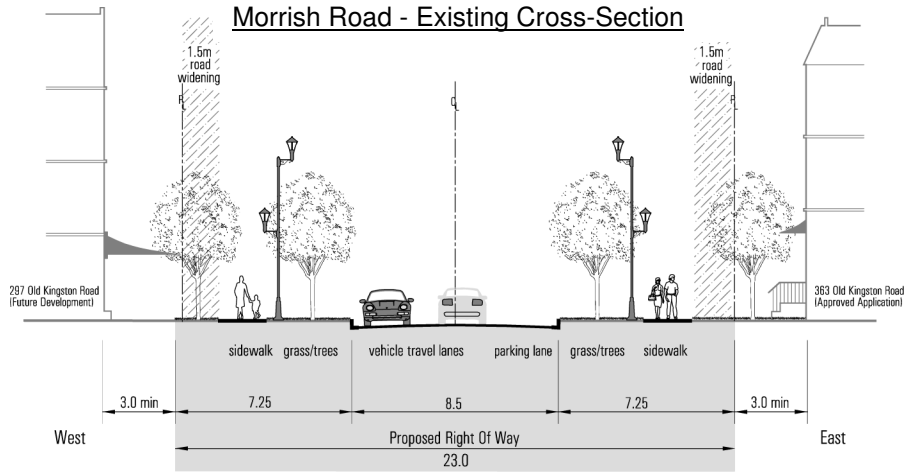 Morrish Road - Existing Cross-Section
1.5m
road
widening
1.5m
road
widening
297 Old Kingston Road
(Future Development)
363 Old Kingston Road
(Approved Application)
sidewalk grass/trees vehicle travel lanes parking lane grass/trees sidewalk
3.0 min 7.25 8.5 7.25 3.0 min
West Proposed Right Of Way East
23.0